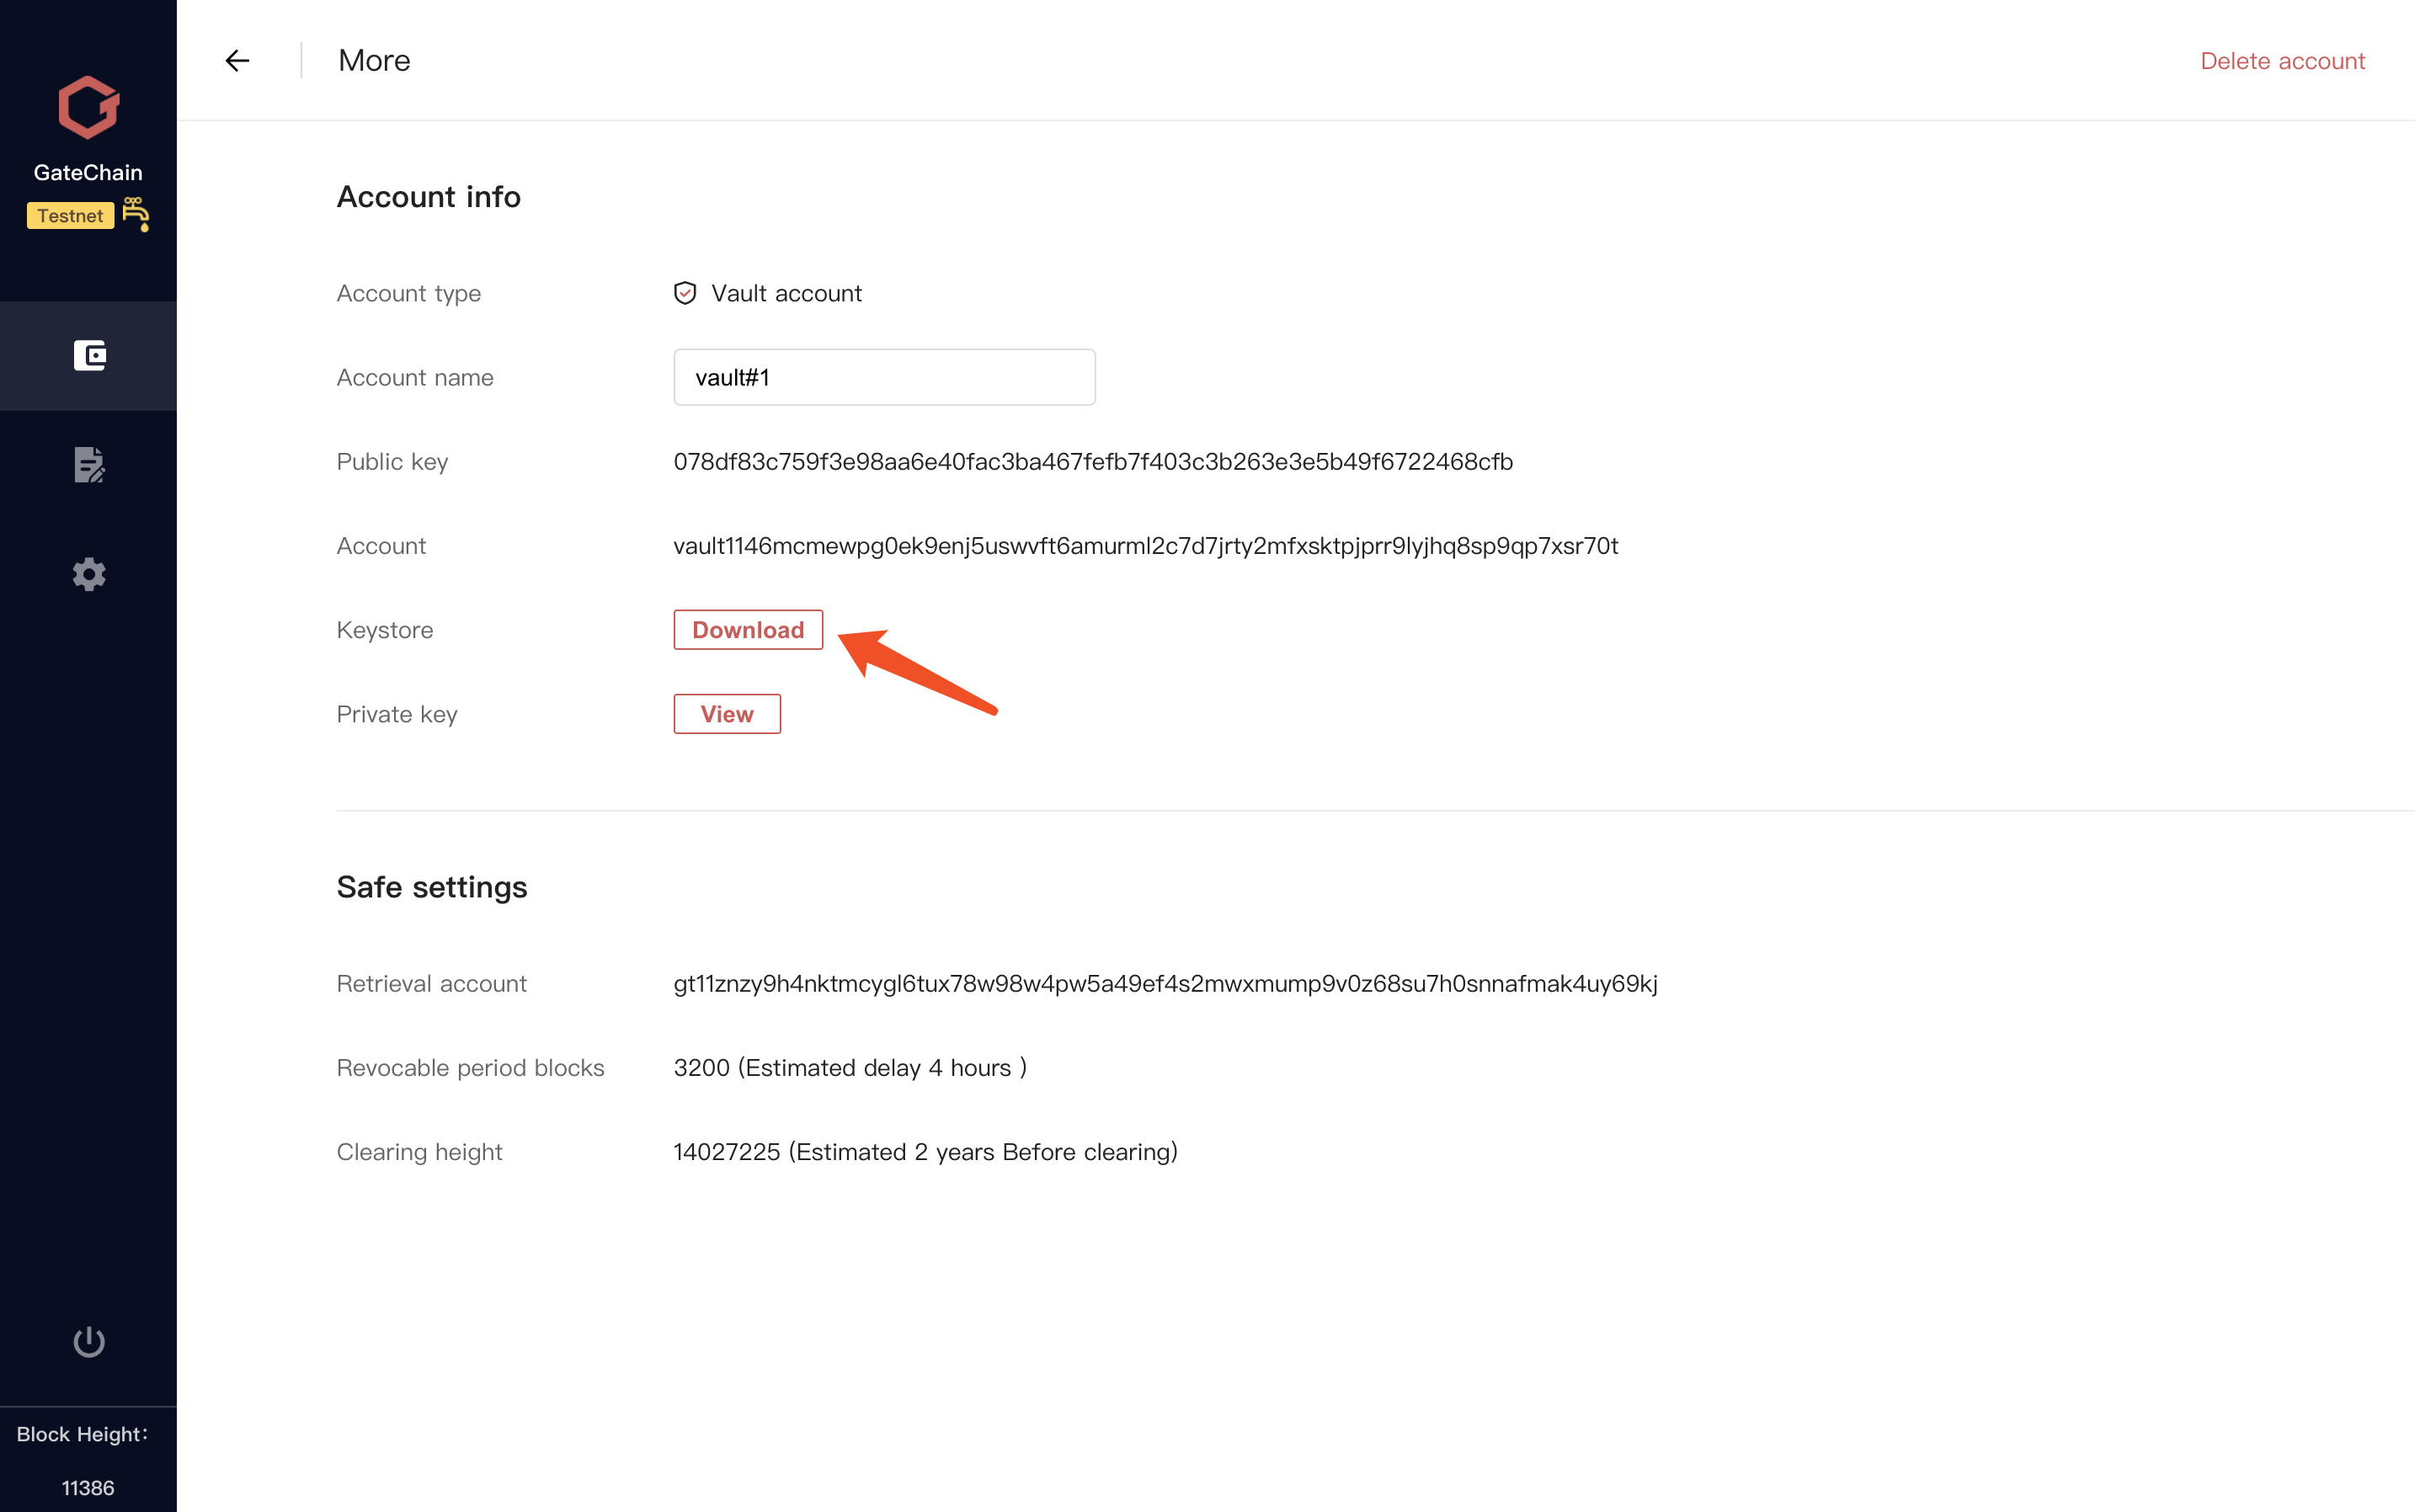 GateChain
Testnet
Block Height:
11386
More
Delete account
Account info
Account type Vault account
Account name vault#1
Public key 078df83c759f3e98aa6e40fac3ba467fefb7f403c3b263e3e5b49f6722468cfb
Account vault1146mcmewpg0ek9enj5uswvft6amurml2c7d7jrty2mfxsktpjprr9lyjhq8sp9qp7xsr70t
Keystore Download
Private key View
Safe settings
Retrieval account gt11znzy9h4nktmcygl6tux78w98w4pw5a49ef4s2mwxmump9v0z68su7h0snnafmak4uy69kj
Revocable period blocks 3200 (Estimated delay 4 hours )
Clearing height 14027225 (Estimated 2 years Before clearing)